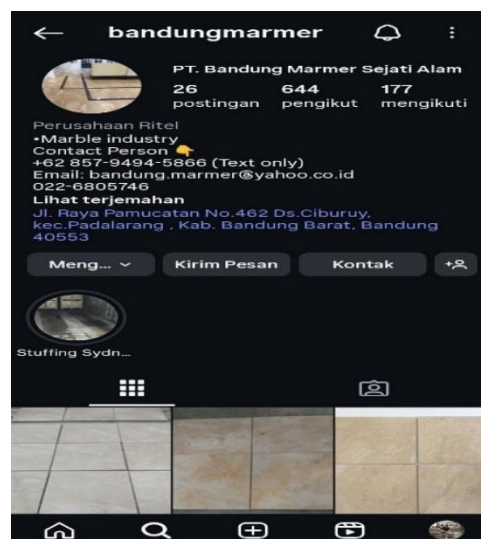 bandungmarmer
PT. Bandung Marmer Sejati Alam
26 644 177
postingan pengikut mengikuti
Perusahaan Ritel
•Marble industry
Contact Person 👇
+62 857-9494-5866 (Text only)
Email: bandung.marmer@yahoo.co.id
022-6805746
Lihat terjemahan
Jl. Raya Pamucatan No.462 Ds.Ciburuy,
kec.Padalarang , Kab. Bandung Barat, Bandung
40553
Meng... Kirim Pesan Kontak
Stuffing Sydn...